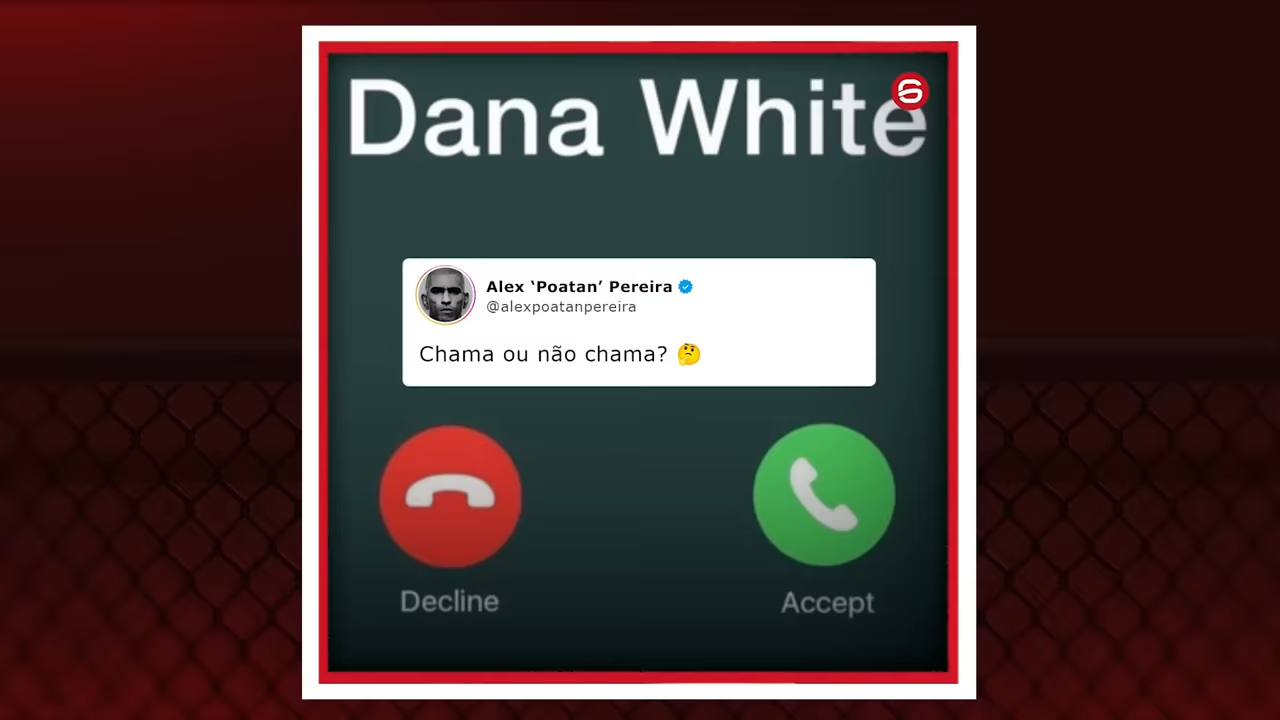 Dana White
Alex ‘Poatan’ Pereira
@alexpoatanpereira
Chama ou não chama? 🤔
Decline
Accept